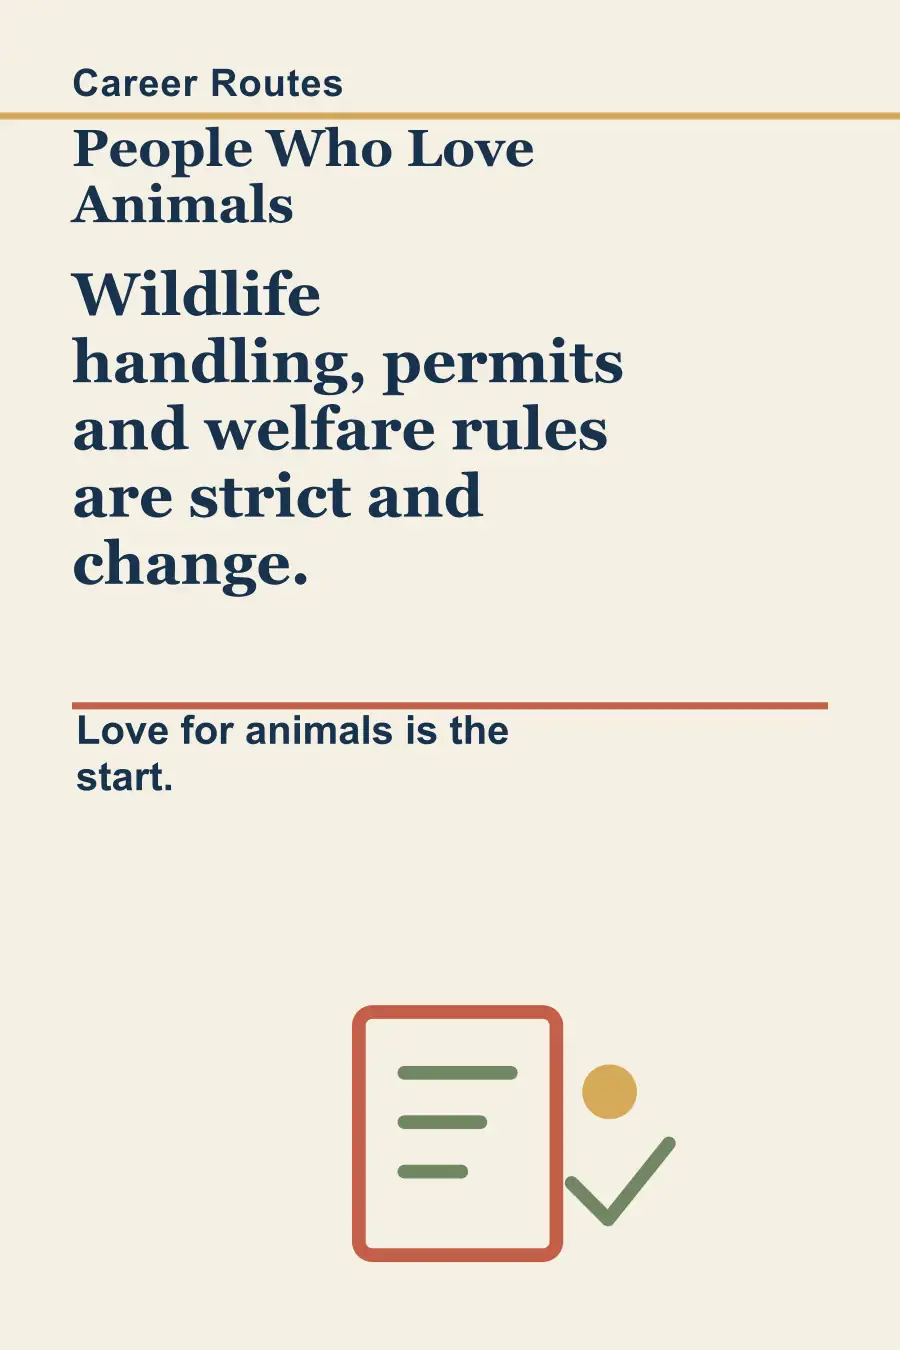 Career Routes
People Who Love
Animals
Wildlife
handling, permits
and welfare rules
are strict and
change.
Love for animals is the
start.